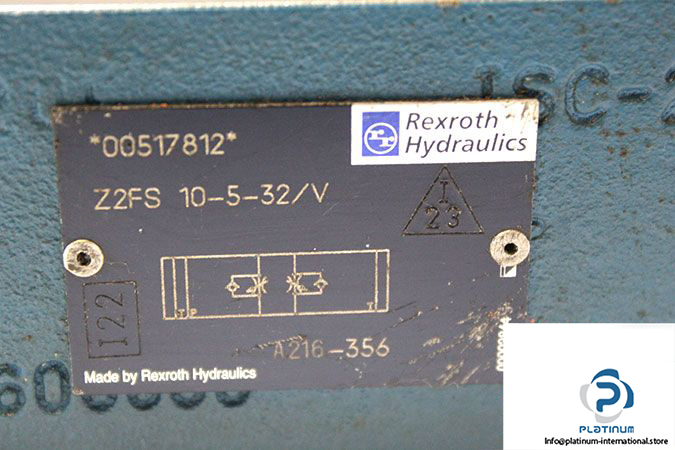 JSC-
*00517812*
Rexroth
Hydraulics
Z2FS 10-5-32/V
I
23
T P T
I22
A216-356
Made by Rexroth Hydraulics
PLATINUM
Info@platinum-international.store